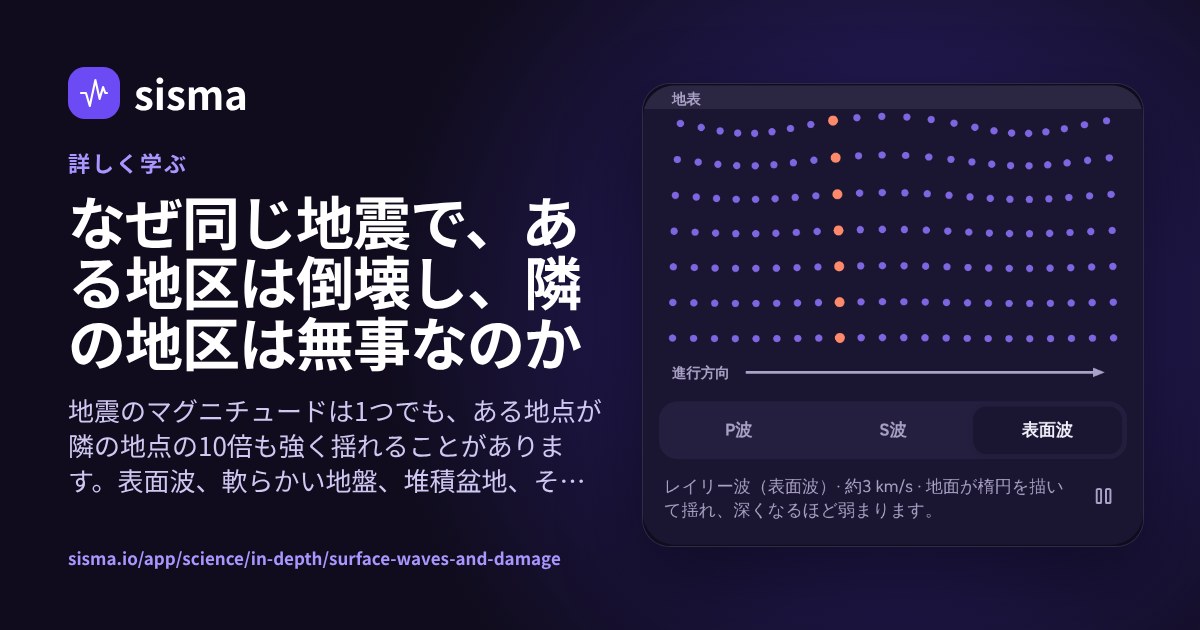 sisma
詳しく学ぶ
なぜ同じ地震で、あ
る地区は倒壊し、隣
の地区は無事なのか
地震のマグニチュードは1つでも、ある地点が
隣の地点の10倍も強く揺れることがありま
す。表面波、軟らかい地盤、堆積盆地、そ…
sisma.io/app/science/in-depth/surface-waves-and-damage
地表
進行方向
P波
S波
表面波
レイリー波（表面波）· 約3 km/s · 地面が楕円を描い
て揺れ、深くなるほど弱まります。